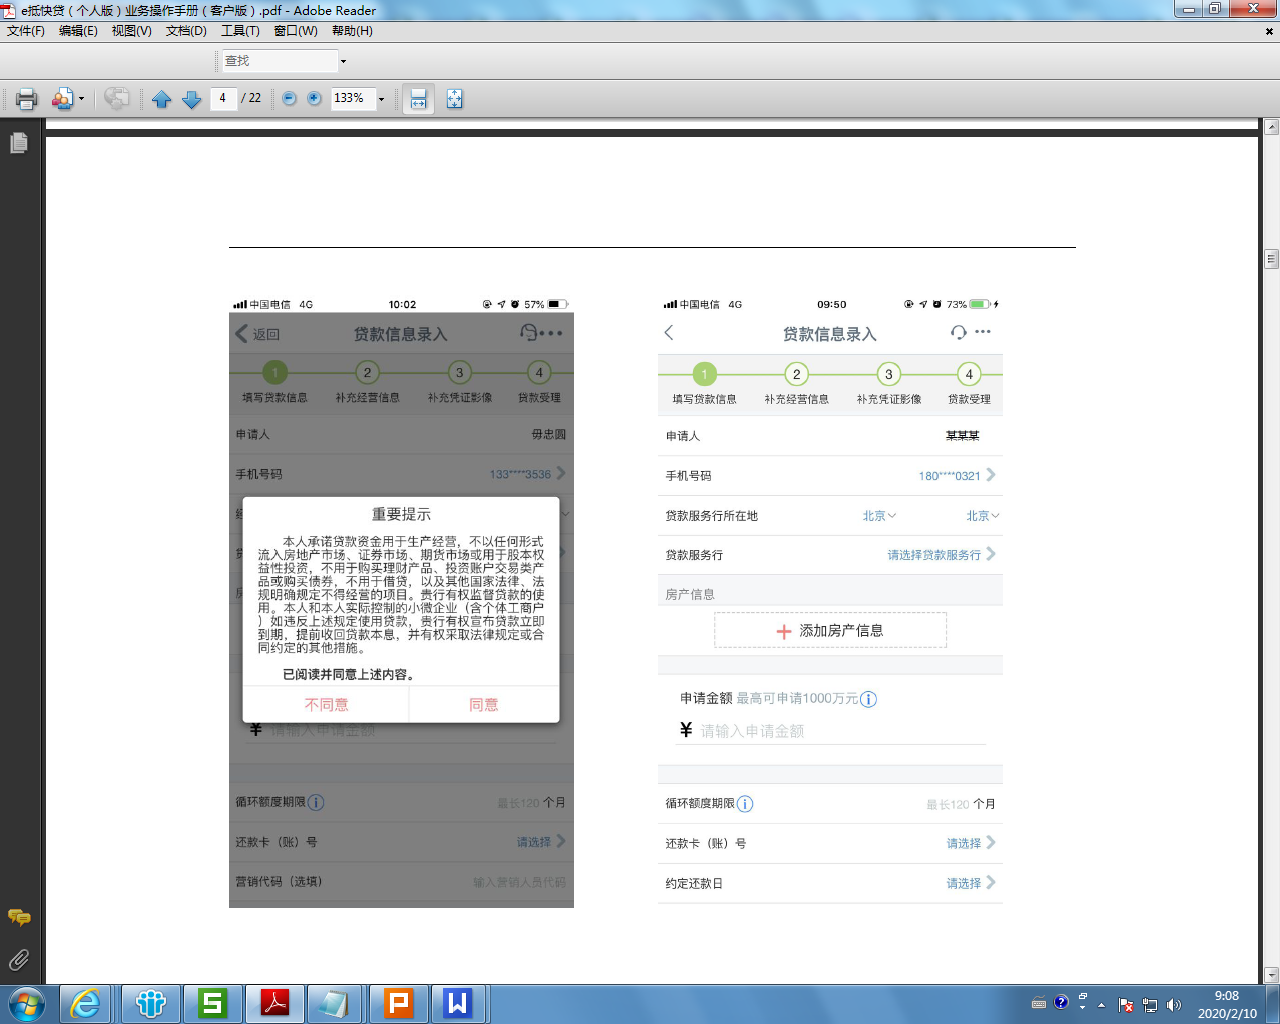 e抵快贷（个人版）业务操作手册（客户版）.pdf - Adobe Reader
文件(F) 编辑(E) 视图(V) 文档(D) 工具(T) 窗口(W) 帮助(H)
查找
4 / 22 133%
中国电信 4G 10:02 57%
返回 贷款信息录入
1 2 3 4
填写贷款信息 补充经营信息 补充凭证影像 贷款受理
申请人 毋忠圆
手机号码 133****3536
重要提示
本人承诺贷款资金用于生产经营，不以任何形式
流入房地产市场、证券市场、期货市场或用于股本权
益性投资，不用于购买理财产品、投资账户交易类产
品或购买债券，不用于借贷，以及其他国家法律、法
规明确规定不得经营的项目。贵行有权监督贷款的使
用。本人和本人实际控制的小微企业（含个体工商户
）如违反上述规定使用贷款，贵行有权宣布贷款立即
到期，提前收回贷款本息，并有权采取法律规定或合
同约定的其他措施。
已阅读并同意上述内容。
不同意 同意
¥ 请输入申请金额
循环额度期限 最长120 个月
还款卡（账）号 请选择
营销代码（选填） 输入营销人员代码
中国电信 4G 09:50 73%
贷款信息录入
1 2 3 4
填写贷款信息 补充经营信息 补充凭证影像 贷款受理
申请人 某某某
手机号码 180****0321
贷款服务行所在地 北京 北京
贷款服务行 请选择贷款服务行
房产信息
添加房产信息
申请金额 最高可申请1000万元
¥ 请输入申请金额
循环额度期限 最长120 个月
还款卡（账）号 请选择
约定还款日 请选择
9:08
2020/2/10